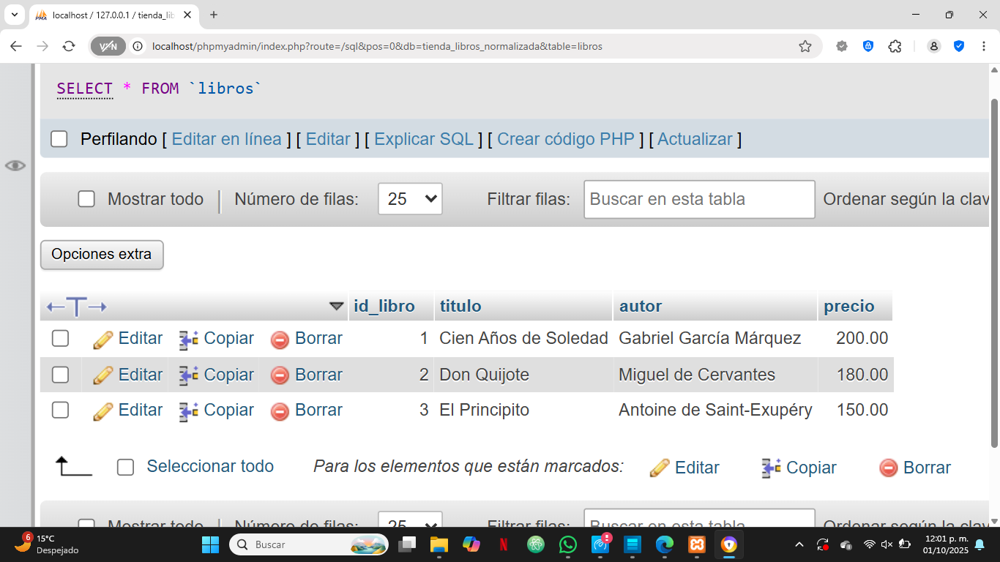 localhost / 127.0.0.1 / tienda_lib
VPN localhost/phpmyadmin/index.php?route=/sql&pos=0&db=tienda_libros_normalizada&table=libros
SELECT * FROM `libros`
Perfilando [ Editar en línea ] [ Editar ] [ Explicar SQL ] [ Crear código PHP ] [ Actualizar ]
Mostrar todo Número de filas: 25 Filtrar filas: Buscar en esta tabla Ordenar según la clav
Opciones extra
←T→ id_libro titulo autor precio
Editar Copiar Borrar 1 Cien Años de Soledad Gabriel García Márquez 200.00
Editar Copiar Borrar 2 Don Quijote Miguel de Cervantes 180.00
Editar Copiar Borrar 3 El Principito Antoine de Saint-Exupéry 150.00
Seleccionar todo Para los elementos que están marcados: Editar Copiar Borrar
Mostrar todo Número de filas: 25 Filtrar filas: Buscar en esta tabla Ordenar según la clav
6 15°C
Despejado
Buscar
12:01 p. m.
01/10/2025